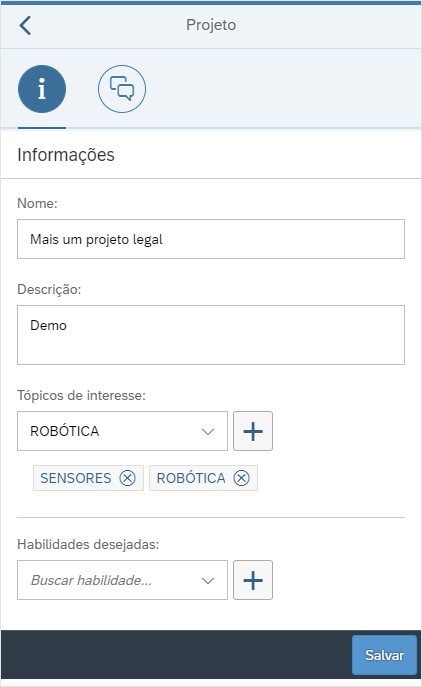 Projeto
Informações
Nome:
Mais um projeto legal
Descrição:
Demo
Tópicos de interesse:
ROBÓTICA
SENSORES
ROBÓTICA
Habilidades desejadas:
Buscar habilidade...
Salvar